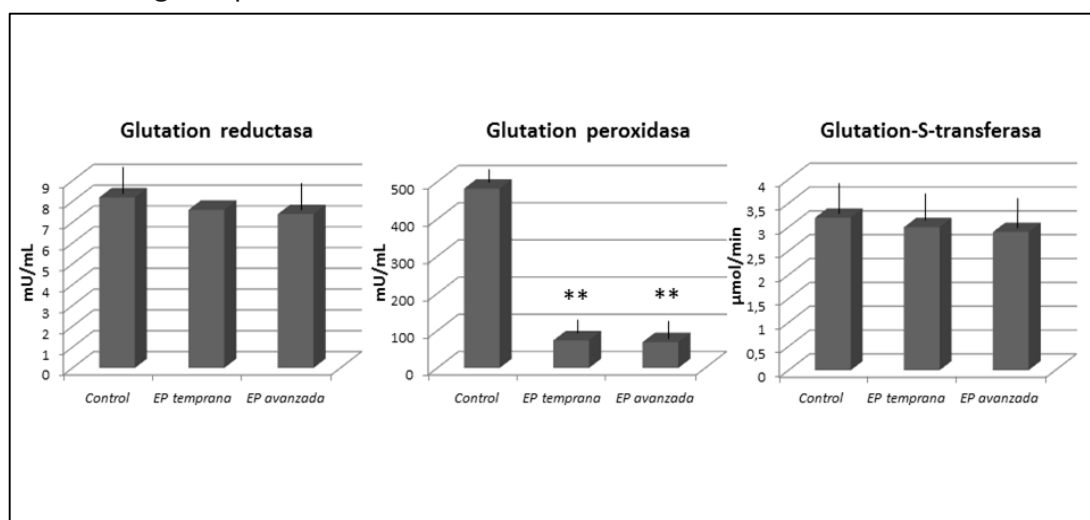 Glutation reductasa
mU/mL
9
8
7
6
5
4
3
2
1
0
Control EP temprana EP avanzada
Glutation peroxidasa
mU/mL
500
400
300
200
100
0
** **
Control EP temprana EP avanzada
Glutation-S-transferasa
µmol/min
4
3,5
3
2,5
2
1,5
1
0,5
0
Control EP temprana EP avanzada